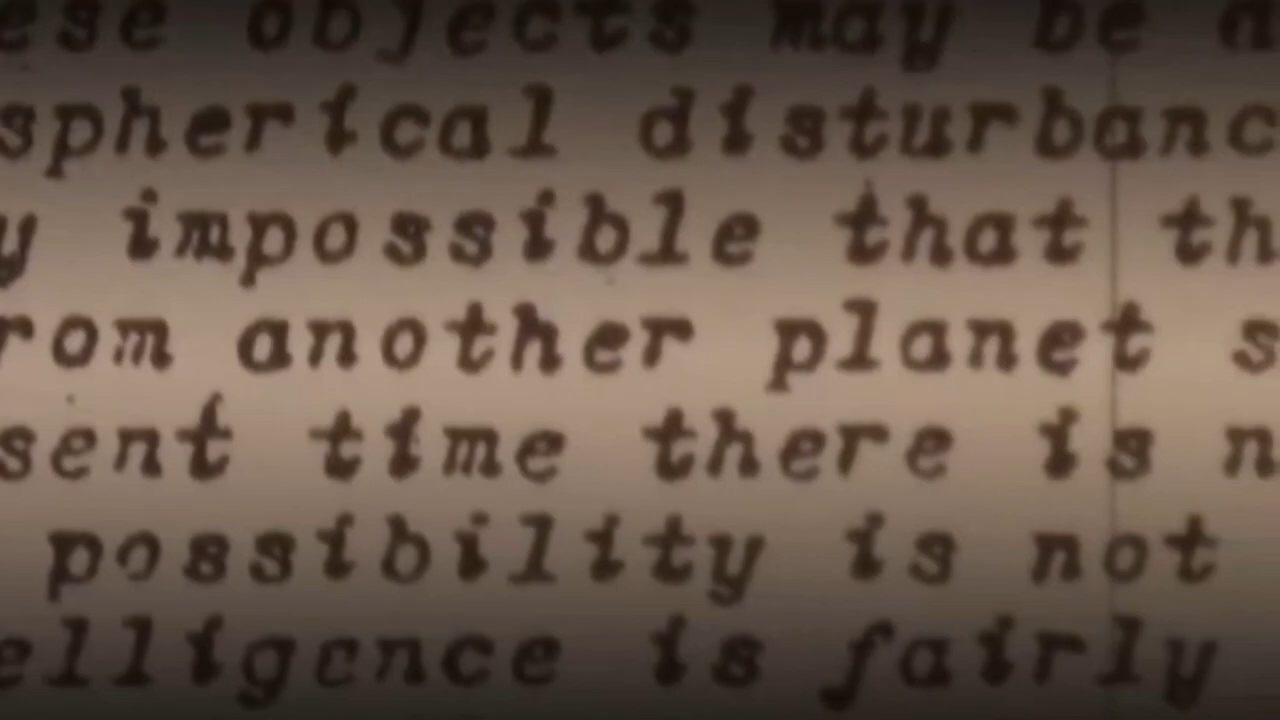 ese objects may be a
spherical disturbanc
y impossible that th
rom another planet s
sent time there is n
possibility is not
elligence is fairly